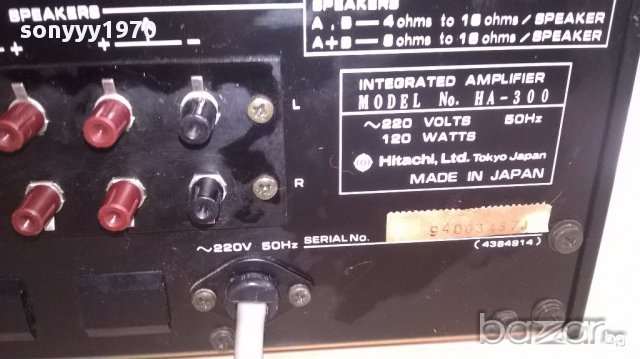 sonyyy1970
SPEAKERS
SPEAKER
A, B — 4 ohms to 16 ohms / SPEAKER
A+B — 8 ohms to 16 ohms / SPEAKER
SPEAKERS
A
+
+ −
L
R
INTEGRATED AMPLIFIER
MODEL No. HA-300
~220 VOLTS 50Hz
120 WATTS
Hitachi, Ltd. Tokyo Japan
MADE IN JAPAN
~220V 50Hz
SERIAL No.
(4384914)
bazar.bg